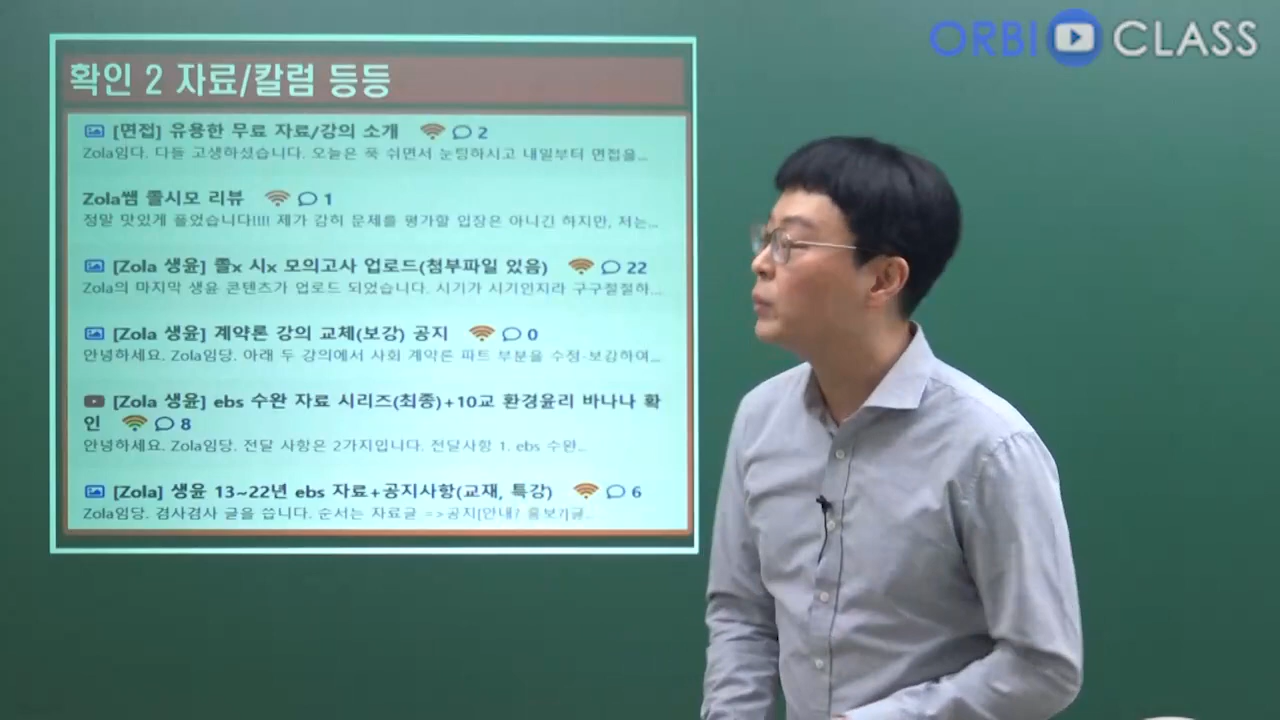 ORBI CLASS
확인 2 자료/칼럼 등등
[면접] 유용한 무료 자료/강의 소개 2
Zola임다. 다들 고생하셨습니다. 오늘은 푹 쉬면서 눈팅하시고 내일부터 면접을...
Zola쌤 쫄시모 리뷰 1
정말 맛있게 풀었습니다!!!! 제가 감히 문제를 평가할 입장은 아니긴 하지만, 저는...
[Zola 생윤] 쫄x 시x 모의고사 업로드(첨부파일 있음) 22
Zola의 마지막 생윤 콘텐츠가 업로드 되었습니다. 시기가 시기인지라 구구절절하...
[Zola 생윤] 계약론 강의 교체(보강) 공지 0
안녕하세요. Zola임당. 아래 두 강의에서 사회 계약론 파트 부분을 수정·보강하여...
[Zola 생윤] ebs 수완 자료 시리즈(최종)+10교 환경윤리 바나나 확
인 8
안녕하세요. Zola임당. 전달 사항은 2가지입니다. 전달사항 1. ebs 수완...
[Zola] 생윤 13~22년 ebs 자료+공지사항(교재, 특강) 6
Zola임당. 겸사겸사 글을 씁니다. 순서는 자료글 =>공지[안내? 홍보?]글...